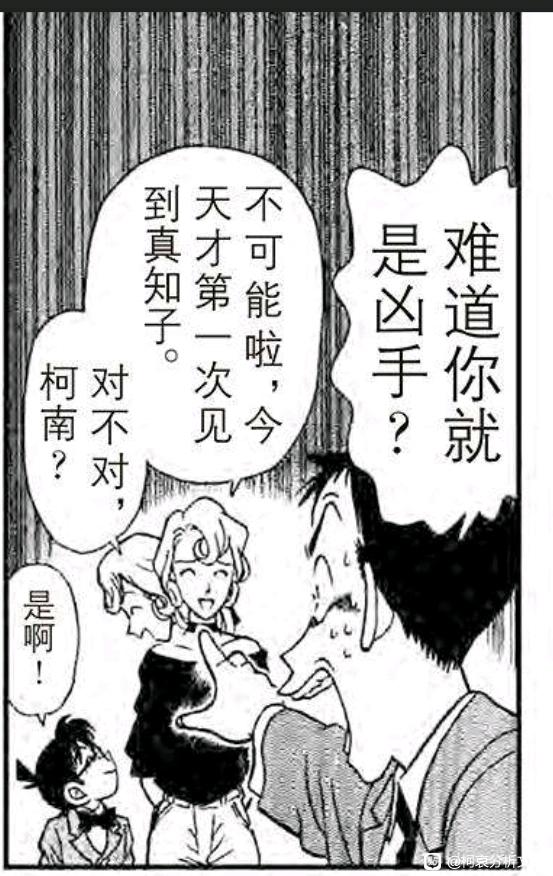 难道你就
是凶手？
不可能啦，今
天才第一次见
到真知子。
对不对，
柯南？
是啊！
@柯哀分析文